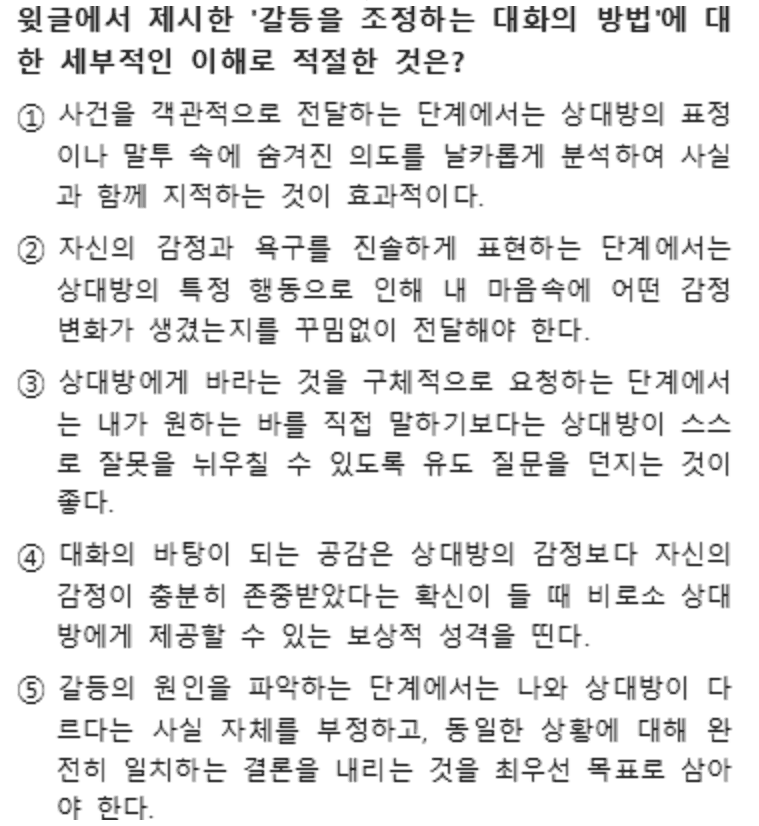 윗글에서 제시한 '갈등을 조정하는 대화의 방법'에 대
한 세부적인 이해로 적절한 것은?
① 사건을 객관적으로 전달하는 단계에서는 상대방의 표정
이나 말투 속에 숨겨진 의도를 날카롭게 분석하여 사실
과 함께 지적하는 것이 효과적이다.
② 자신의 감정과 욕구를 진솔하게 표현하는 단계에서는
상대방의 특정 행동으로 인해 내 마음속에 어떤 감정
변화가 생겼는지를 꾸밈없이 전달해야 한다.
③ 상대방에게 바라는 것을 구체적으로 요청하는 단계에서
는 내가 원하는 바를 직접 말하기보다는 상대방이 스스
로 잘못을 뉘우칠 수 있도록 유도 질문을 던지는 것이
좋다.
④ 대화의 바탕이 되는 공감은 상대방의 감정보다 자신의
감정이 충분히 존중받았다는 확신이 들 때 비로소 상대
방에게 제공할 수 있는 보상적 성격을 띤다.
⑤ 갈등의 원인을 파악하는 단계에서는 나와 상대방이 다
르다는 사실 자체를 부정하고, 동일한 상황에 대해 완
전히 일치하는 결론을 내리는 것을 최우선 목표로 삼아
야 한다.